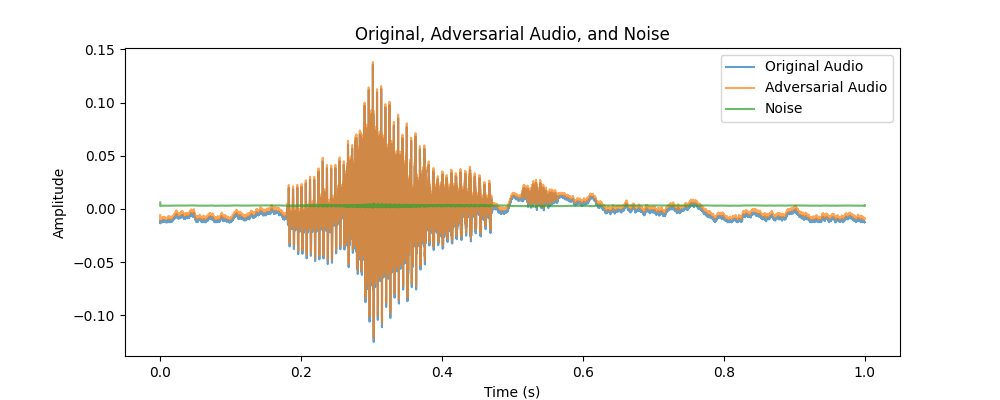 Original, Adversarial Audio, and Noise
0.15
0.10
0.05
0.00
−0.05
−0.10
Amplitude
Original Audio
Adversarial Audio
Noise
0.0 0.2 0.4 0.6 0.8 1.0
Time (s)